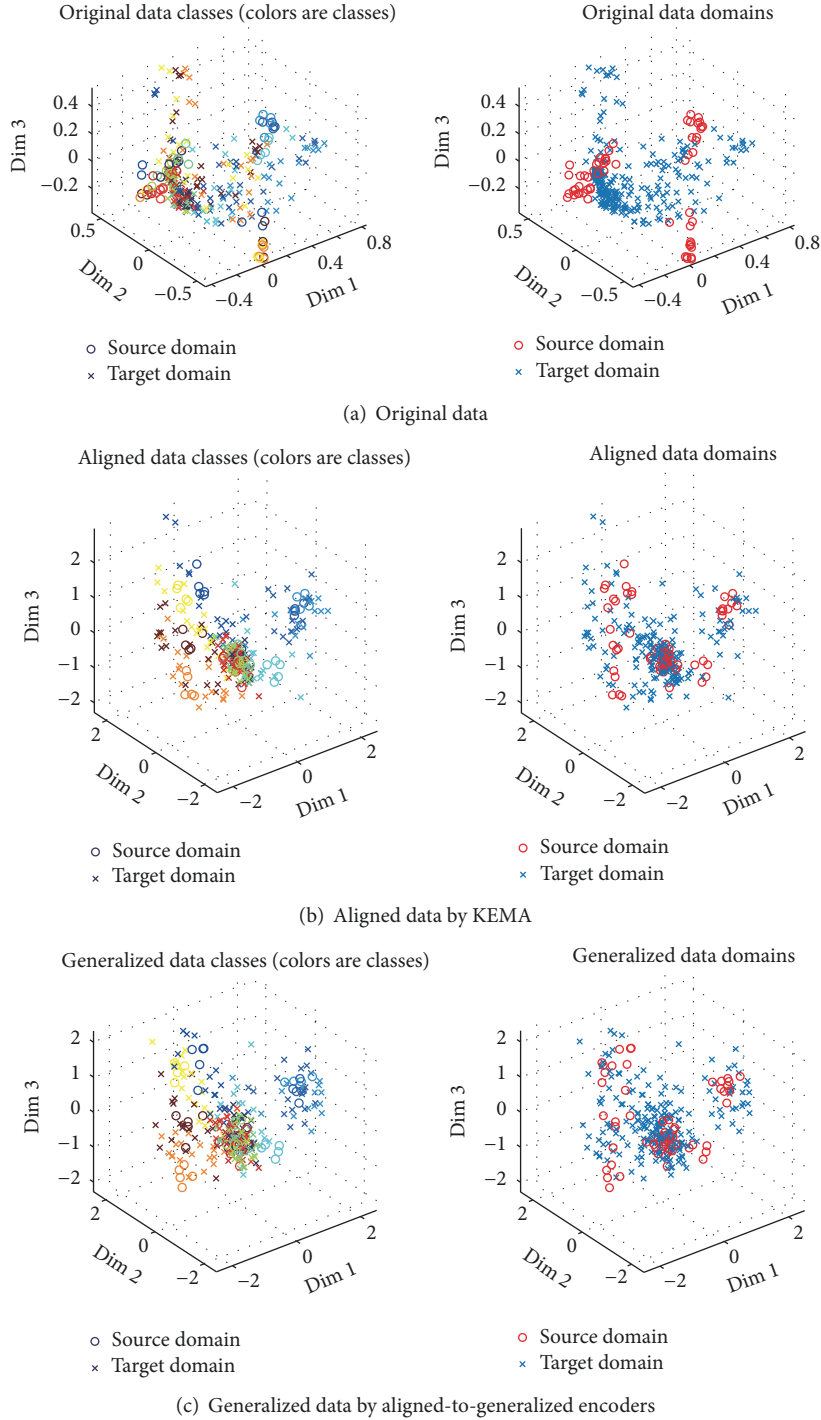 Original data classes (colors are classes)
Original data domains
0.4
0.2
0
−0.2
Dim 3
0.5
0
−0.5
Dim 2
−0.4
0
0.4
0.8
Dim 1
0.4
0.2
0
−0.2
Dim 3
0.5
0
−0.5
Dim 2
−0.4
0
0.4
0.8
Dim 1
Source domain
Target domain
Source domain
Target domain
(a) Original data
Aligned data classes (colors are classes)
Aligned data domains
2
1
0
−1
−2
Dim 3
2
0
−2
Dim 2
−2
0
2
Dim 1
2
1
0
−1
−2
Dim 3
2
0
−2
Dim 2
−2
0
2
Dim 1
Source domain
Target domain
Source domain
Target domain
(b) Aligned data by KEMA
Generalized data classes (colors are classes)
Generalized data domains
2
1
0
−1
−2
Dim 3
2
0
−2
Dim 2
−2
0
2
Dim 1
2
1
0
−1
−2
Dim 3
2
0
−2
Dim 2
−2
0
2
Dim 1
Source domain
Target domain
Source domain
Target domain
(c) Generalized data by aligned-to-generalized encoders